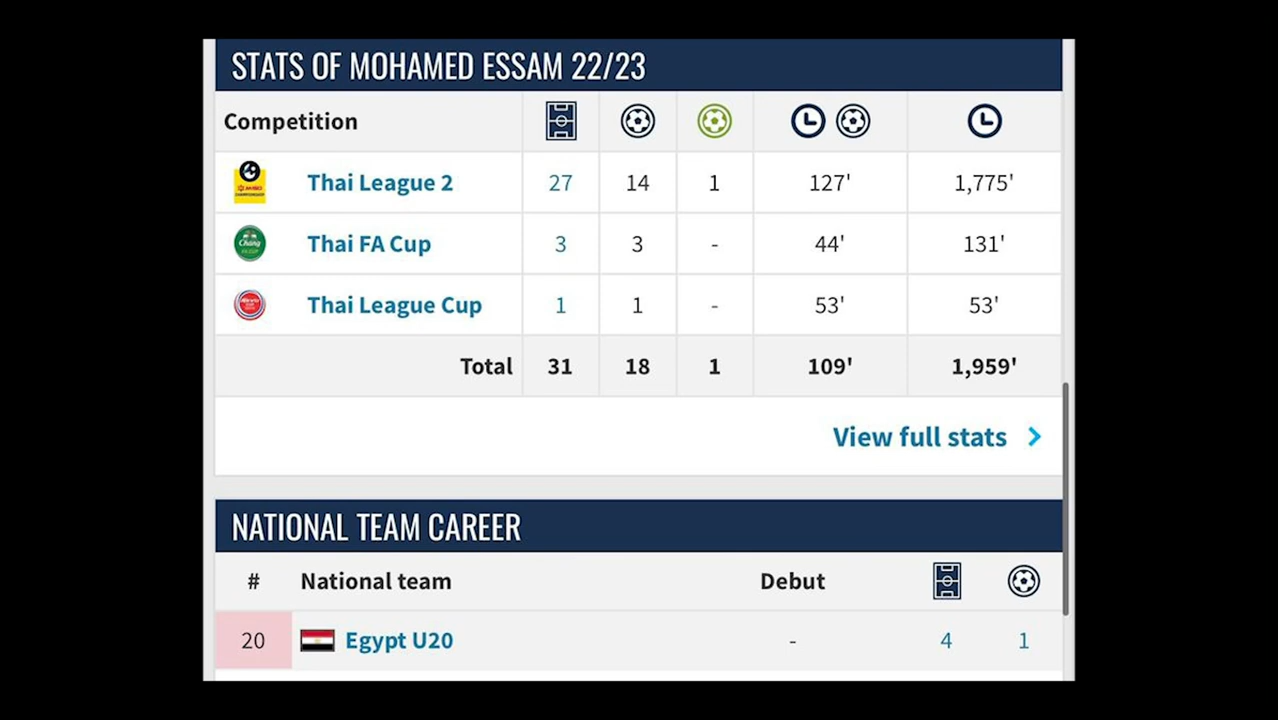 STATS OF MOHAMED ESSAM 22/23
Competition
Thai League 2 27 14 1 127' 1,775'
Thai FA Cup 3 3 - 44' 131'
Thai League Cup 1 1 - 53' 53'
Total 31 18 1 109' 1,959'
View full stats
NATIONAL TEAM CAREER
# National team Debut
20 Egypt U20 - 4 1